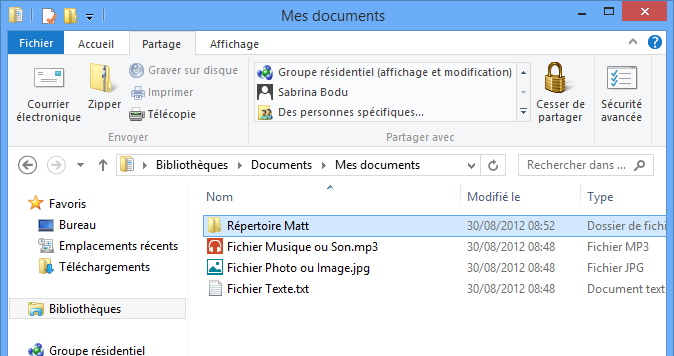 Mes documents
Fichier Accueil Partage Affichage
Courrier électronique
Zipper
Graver sur disque
Imprimer
Télécopie
Envoyer
Groupe résidentiel (affichage et modification)
Sabrina Bodu
Des personnes spécifiques...
Partager avec
Cesser de partager
Sécurité avancée
Bibliothèques Documents Mes documents
Rechercher dans ...
Favoris
Bureau
Emplacements récents
Téléchargements
Bibliothèques
Groupe résidentiel
Nom Modifié le Type
Répertoire Matt 30/08/2012 08:52 Dossier de fichi
Fichier Musique ou Son.mp3 30/08/2012 08:48 Fichier MP3
Fichier Photo ou Image.jpg 30/08/2012 08:48 Fichier JPG
Fichier Texte.txt 30/08/2012 08:48 Document text